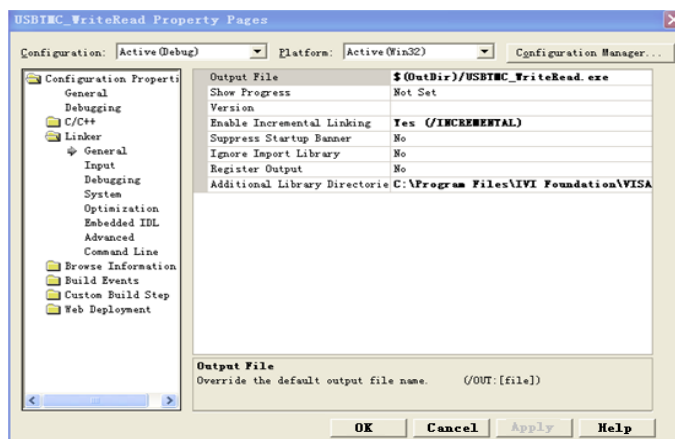 USBTMC_WriteRead Property Pages
Configuration: Active(Debug) Platform: Active(Win32) Configuration Manager...
Configuration Properti
General
Debugging
C/C++
Linker
General
Input
Debugging
System
Optimization
Embedded IDL
Advanced
Command Line
Browse Information
Build Events
Custom Build Step
Web Deployment
Output File $(OutDir)/USBTMC_WriteRead.exe
Show Progress Not Set
Version
Enable Incremental Linking Yes (/INCREMENTAL)
Suppress Startup Banner No
Ignore Import Library No
Register Output No
Additional Library Directorie C:\Program Files\IVI Foundation\VISA
Output File
Override the default output file name. (/OUT:[file])
OK Cancel Apply Help